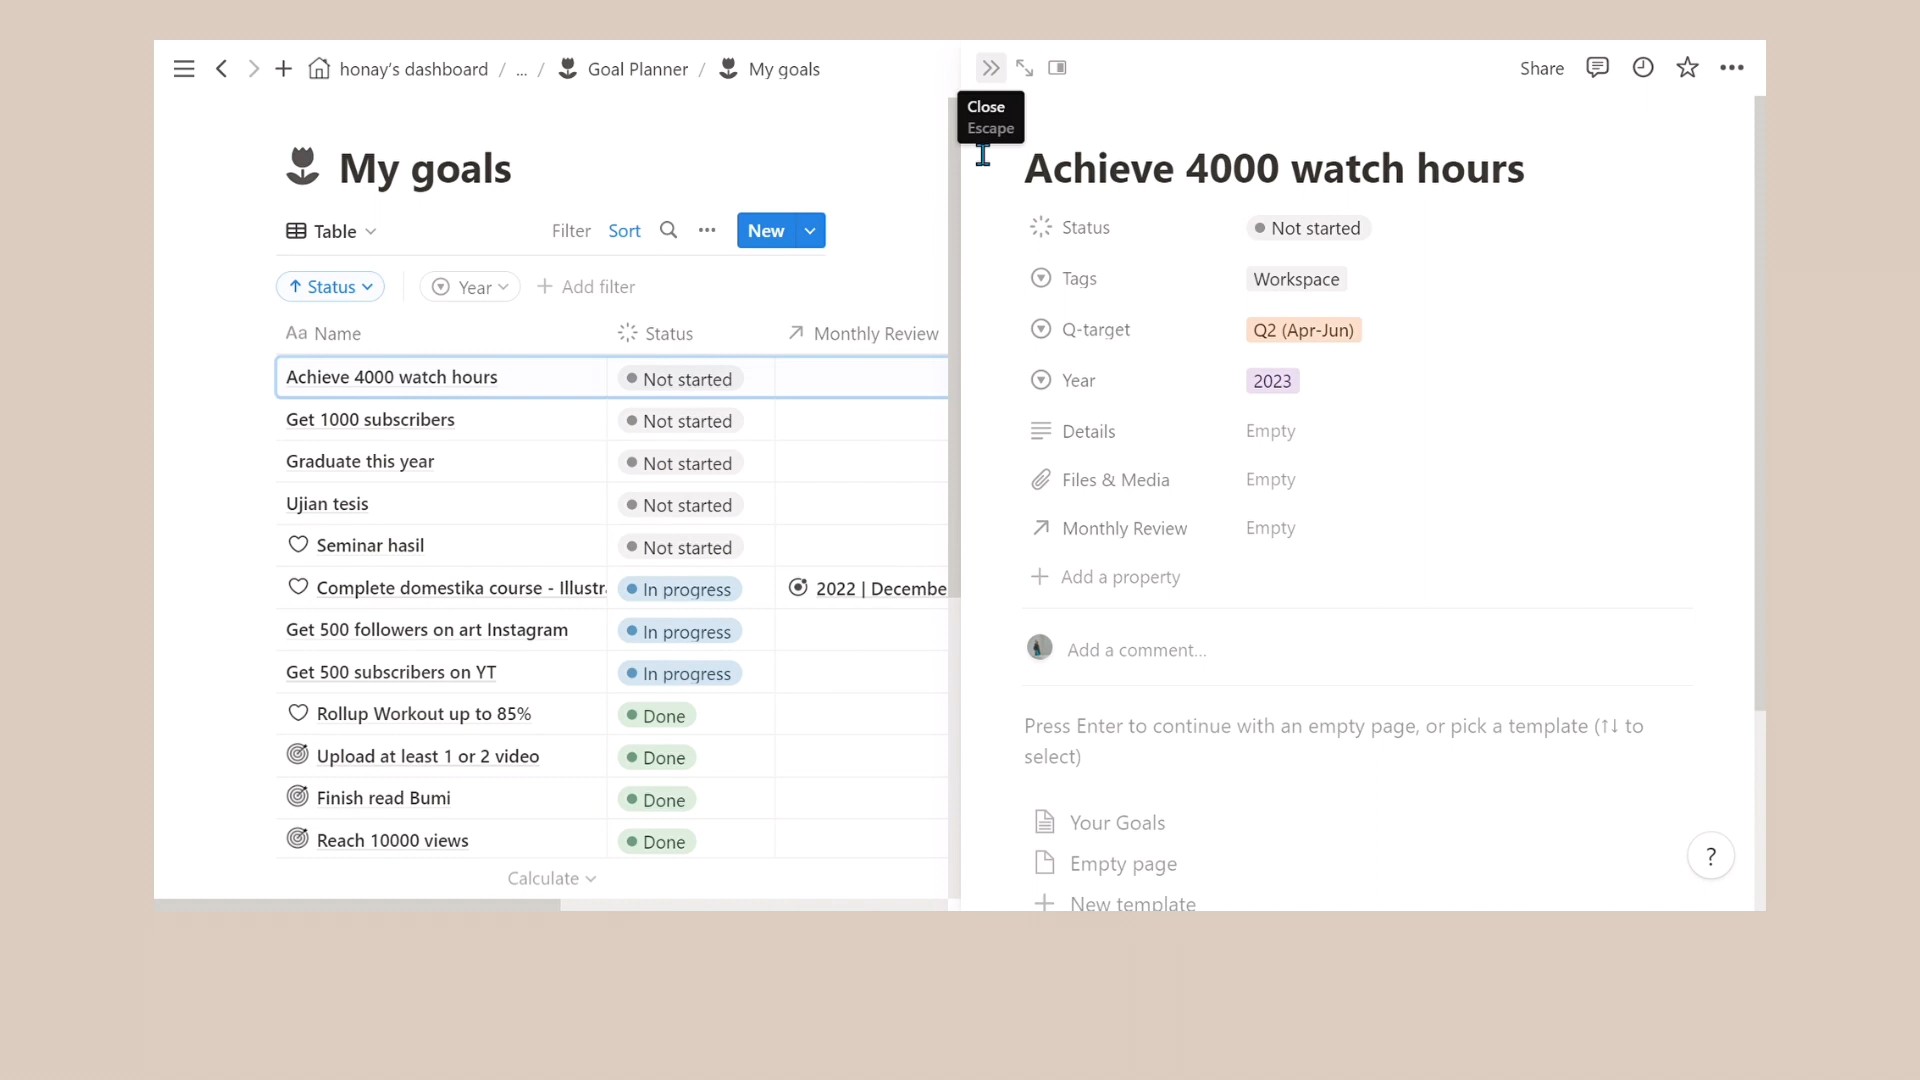 honay's dashboard / ... / Goal Planner / My goals
My goals
Table
Filter
Sort
New
Status
Year
Add filter
Aa Name
Status
Monthly Review
Achieve 4000 watch hours
Not started
Get 1000 subscribers
Not started
Graduate this year
Not started
Ujian tesis
Not started
Seminar hasil
Not started
Complete domestika course - Illustr
In progress
2022 | Decembe
Get 500 followers on art Instagram
In progress
Get 500 subscribers on YT
In progress
Rollup Workout up to 85%
Done
Upload at least 1 or 2 video
Done
Finish read Bumi
Done
Reach 10000 views
Done
Calculate
Share
Close
Escape
Achieve 4000 watch hours
Status
Not started
Tags
Workspace
Q-target
Q2 (Apr-Jun)
Year
2023
Details
Empty
Files & Media
Empty
Monthly Review
Empty
Add a property
Add a comment...
Press Enter to continue with an empty page, or pick a template (↑↓ to
select)
Your Goals
Empty page
New template
?